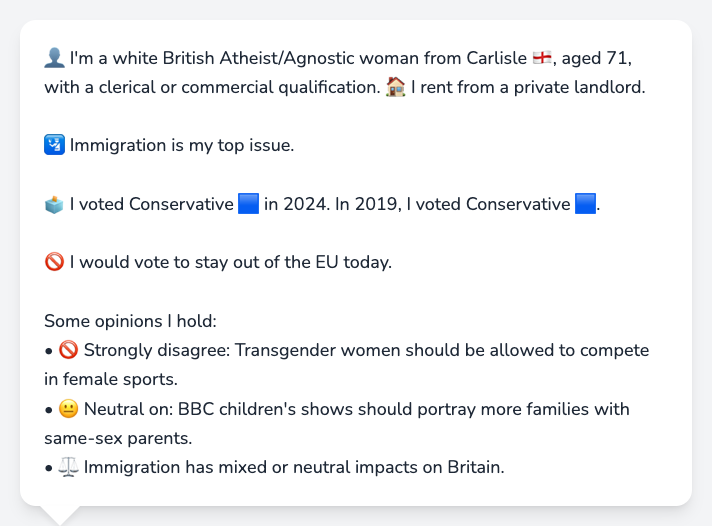 👤 I'm a white British Atheist/Agnostic woman from Carlisle 🏴󠁧󠁢󠁥󠁮󠁧󠁿, aged 71,
with a clerical or commercial qualification. 🏠 I rent from a private landlord.
🛂 Immigration is my top issue.
🗳️ I voted Conservative 🟦 in 2024. In 2019, I voted Conservative 🟦.
🚫 I would vote to stay out of the EU today.
Some opinions I hold:
• 🚫 Strongly disagree: Transgender women should be allowed to compete
in female sports.
• 😐 Neutral on: BBC children's shows should portray more families with
same-sex parents.
• ⚖️ Immigration has mixed or neutral impacts on Britain.